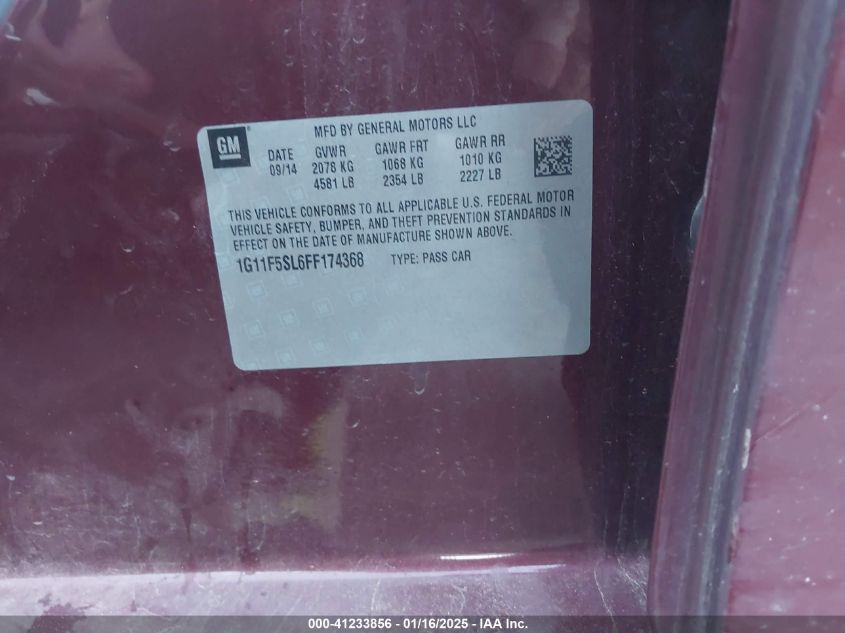 GM
MFD BY GENERAL MOTORS LLC
DATE GVWR GAWR FRT GAWR RR
09/14 2078 KG 1068 KG 1010 KG
4581 LB 2354 LB 2227 LB
THIS VEHICLE CONFORMS TO ALL APPLICABLE U.S. FEDERAL MOTOR
VEHICLE SAFETY, BUMPER, AND THEFT PREVENTION STANDARDS IN
EFFECT ON THE DATE OF MANUFACTURE SHOWN ABOVE.
1G11F5SL6FF174368 TYPE: PASS CAR
000-41233856 - 01/16/2025 - IAA Inc.